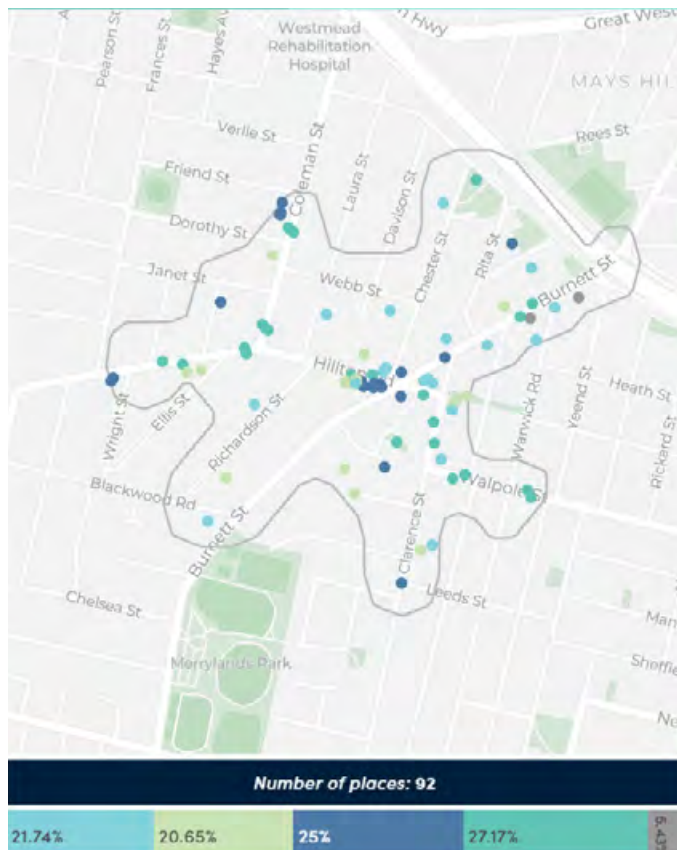 n Hwy
Great West
Westmead
Rehabilitation
Hospital
Pearson St
Frances St
Hayes Av
MAYS HIL
Verlie St
Rees St
Coleman St
Friend St
Laura St
Davison St
Dorothy St
Chester St
Rita St
Janet St
Webb St
Burnett St
Wright St
Ellis St
Richardson St
Warwick Rd
Yeend St
Heath St
Rickard St
Blackwood Rd
Walpole St
Burnett St
Clarence St
Leeds St
Chelsea St
Man
Merrylands Park
Sheffie
Ne
Number of places: 92
21.74%
20.65%
25%
27.17%